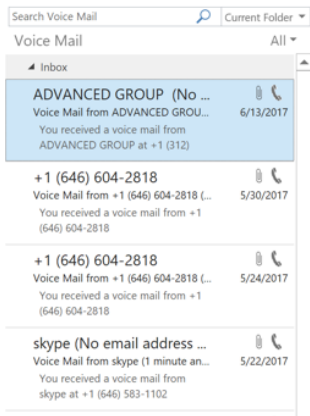 Search Voice Mail Current Folder
Voice Mail All
Inbox
ADVANCED GROUP (No ...
Voice Mail from ADVANCED GROU... 6/13/2017
You received a voice mail from
ADVANCED GROUP at +1 (312)
+1 (646) 604-2818
Voice Mail from +1 (646) 604-2818 (... 5/30/2017
You received a voice mail from +1
(646) 604-2818
+1 (646) 604-2818
Voice Mail from +1 (646) 604-2818 (... 5/24/2017
You received a voice mail from +1
(646) 604-2818
skype (No email address ...
Voice Mail from skype (1 minute an... 5/22/2017
You received a voice mail from
skype at +1 (646) 583-1102